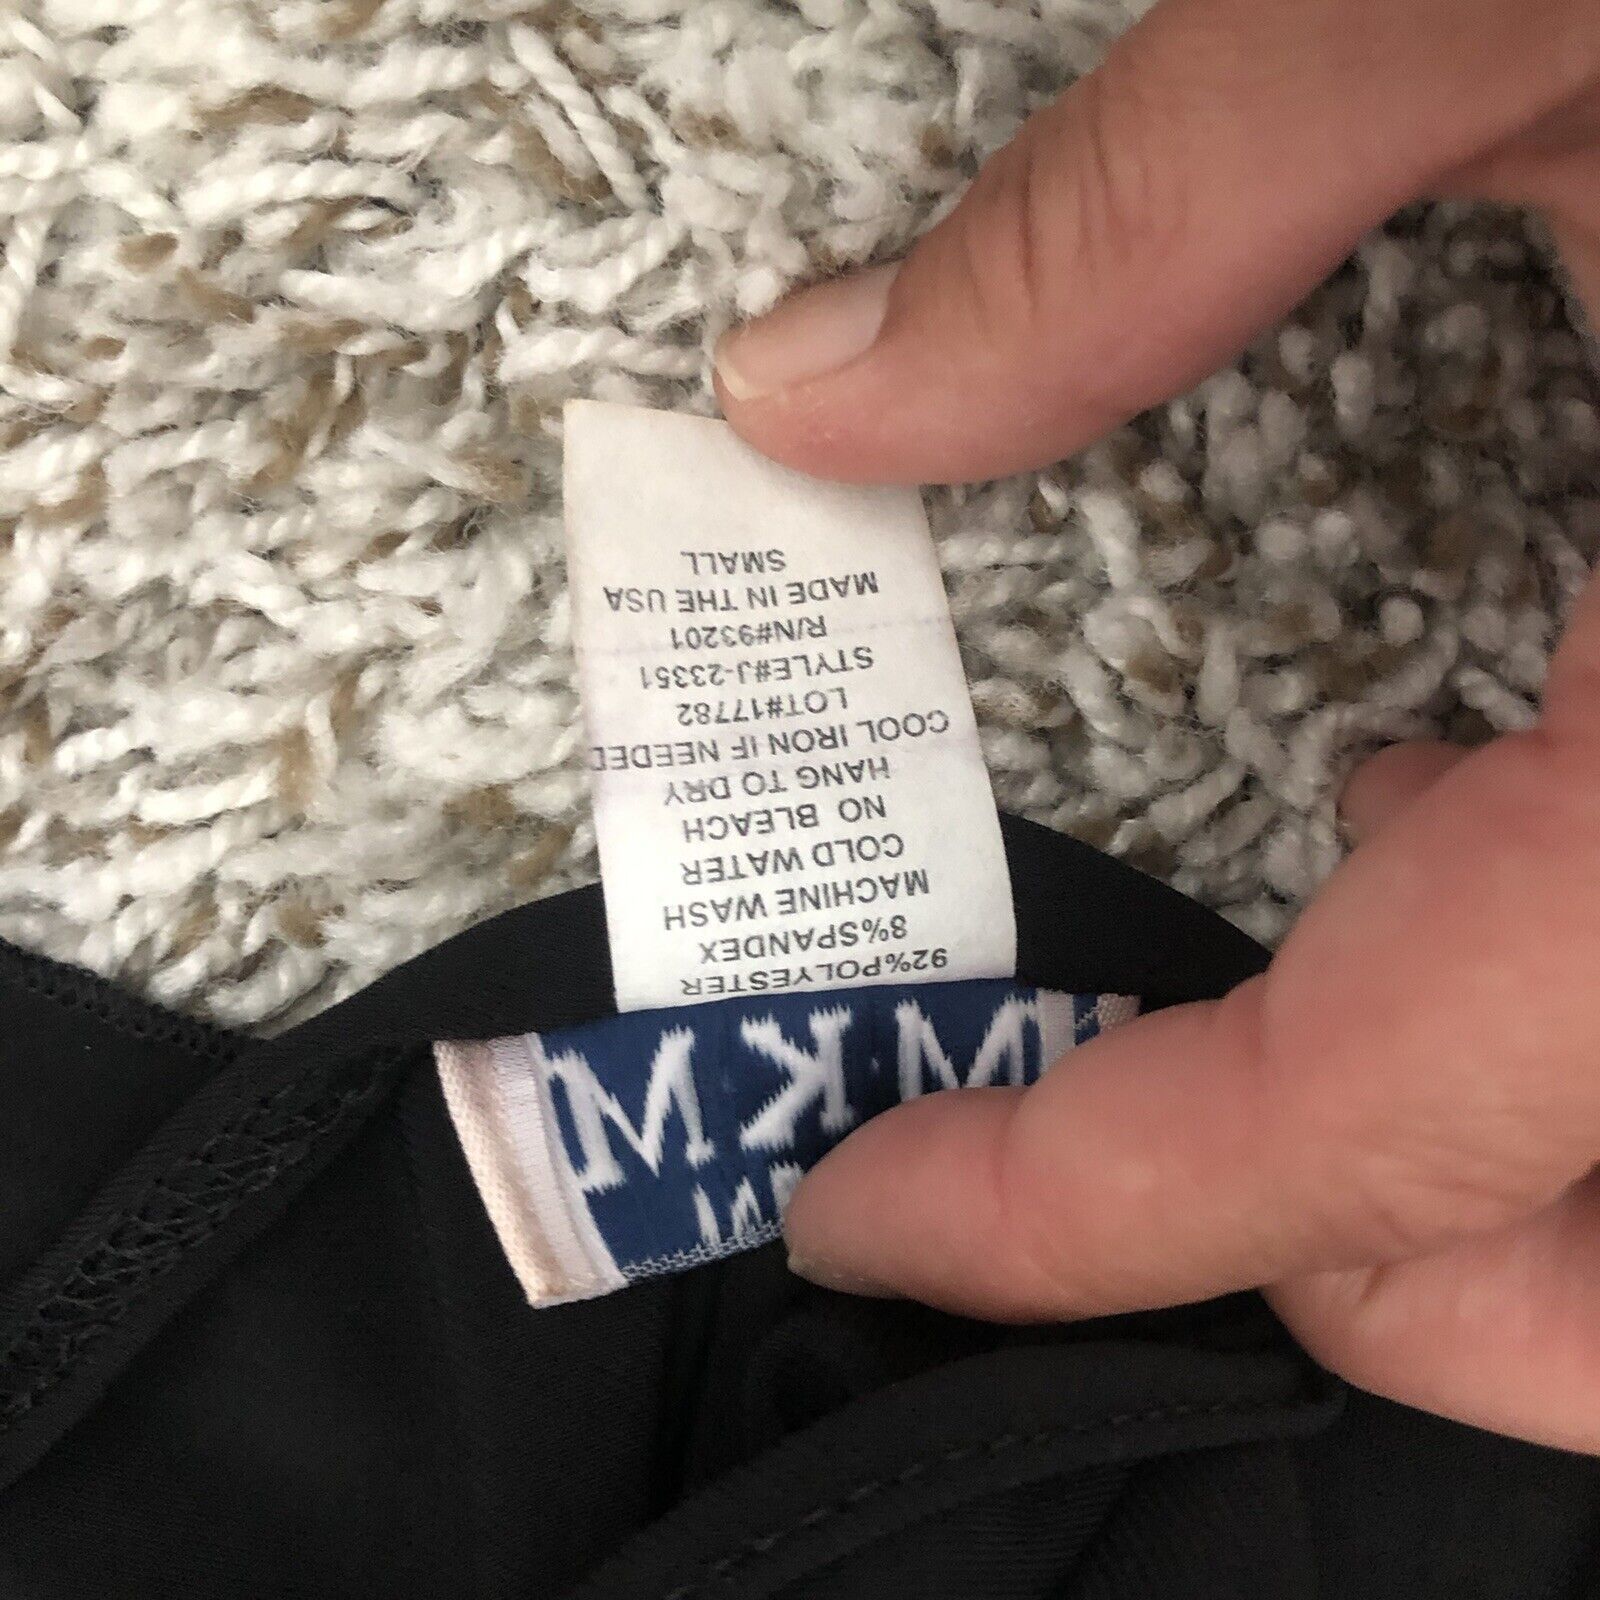 92%POLYESTER
8%SPANDEX
MACHINE WASH
COLD WATER
NO BLEACH
HANG TO DRY
COOL IRON IF NEEDED
LOT#17782
STYLE#J-23351
R/N#93201
MADE IN THE USA
SMALL